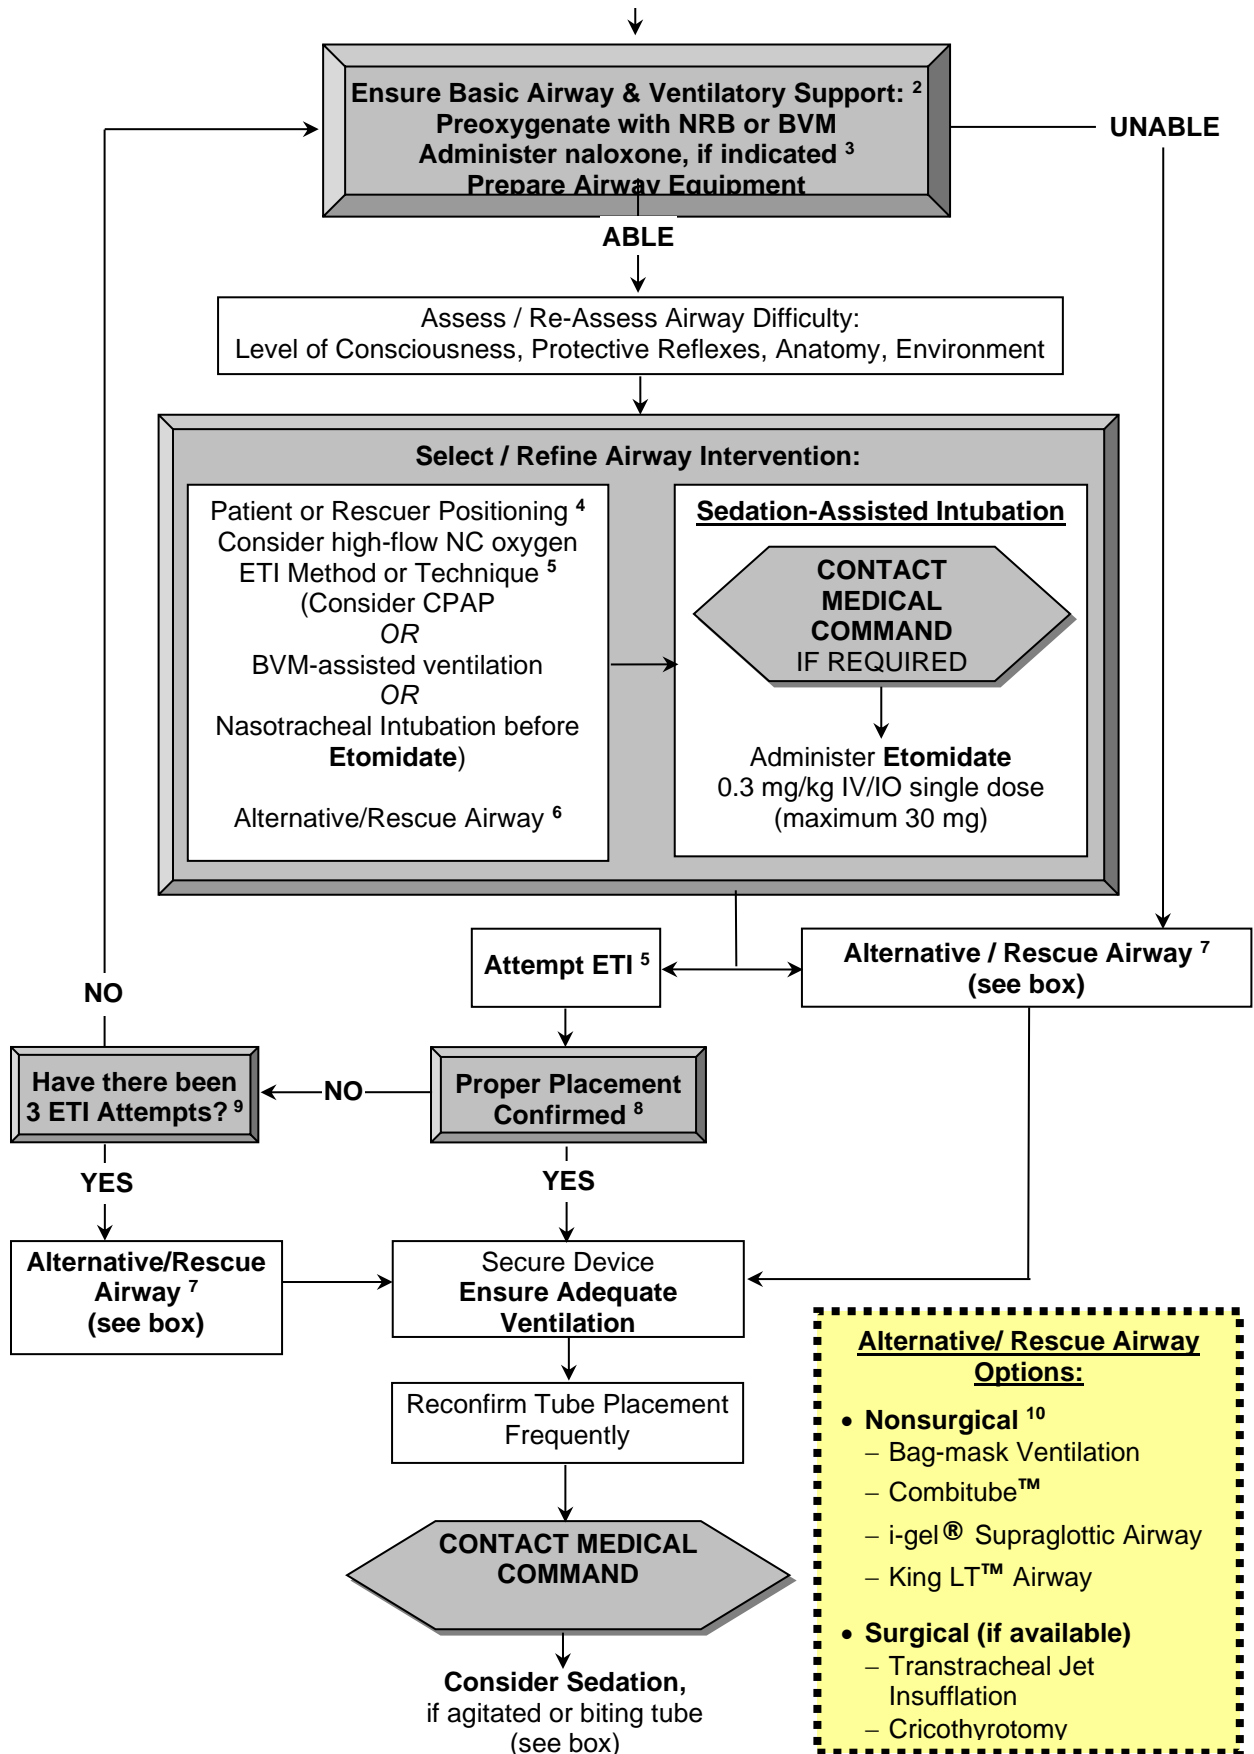 Ensure Basic Airway & Ventilatory Support: 2
Preoxygenate with NRB or BVM
Administer naloxone, if indicated 3
Prepare Airway Equipment
UNABLE
ABLE
Assess / Re-Assess Airway Difficulty:
Level of Consciousness, Protective Reflexes, Anatomy, Environment
Select / Refine Airway Intervention:
Patient or Rescuer Positioning 4
Consider high-flow NC oxygen
ETI Method or Technique 5
(Consider CPAP
OR
BVM-assisted ventilation
OR
Nasotracheal Intubation before
Etomidate)
Alternative/Rescue Airway 6
Sedation-Assisted Intubation
CONTACT
MEDICAL
COMMAND
IF REQUIRED
Administer Etomidate
0.3 mg/kg IV/IO single dose
(maximum 30 mg)
Attempt ETI 5
Alternative / Rescue Airway 7
(see box)
NO
Have there been
3 ETI Attempts? 9
NO
Proper Placement
Confirmed 8
YES
YES
Alternative/Rescue
Airway 7
(see box)
Secure Device
Ensure Adequate
Ventilation
Reconfirm Tube Placement
Frequently
CONTACT MEDICAL
COMMAND
Consider Sedation,
if agitated or biting tube
(see box)
Alternative/ Rescue Airway
Options:
• Nonsurgical 10
– Bag-mask Ventilation
– Combitube™
– i-gel® Supraglottic Airway
– King LT™ Airway
• Surgical (if available)
– Transtracheal Jet
Insufflation
– Cricothyrotomy